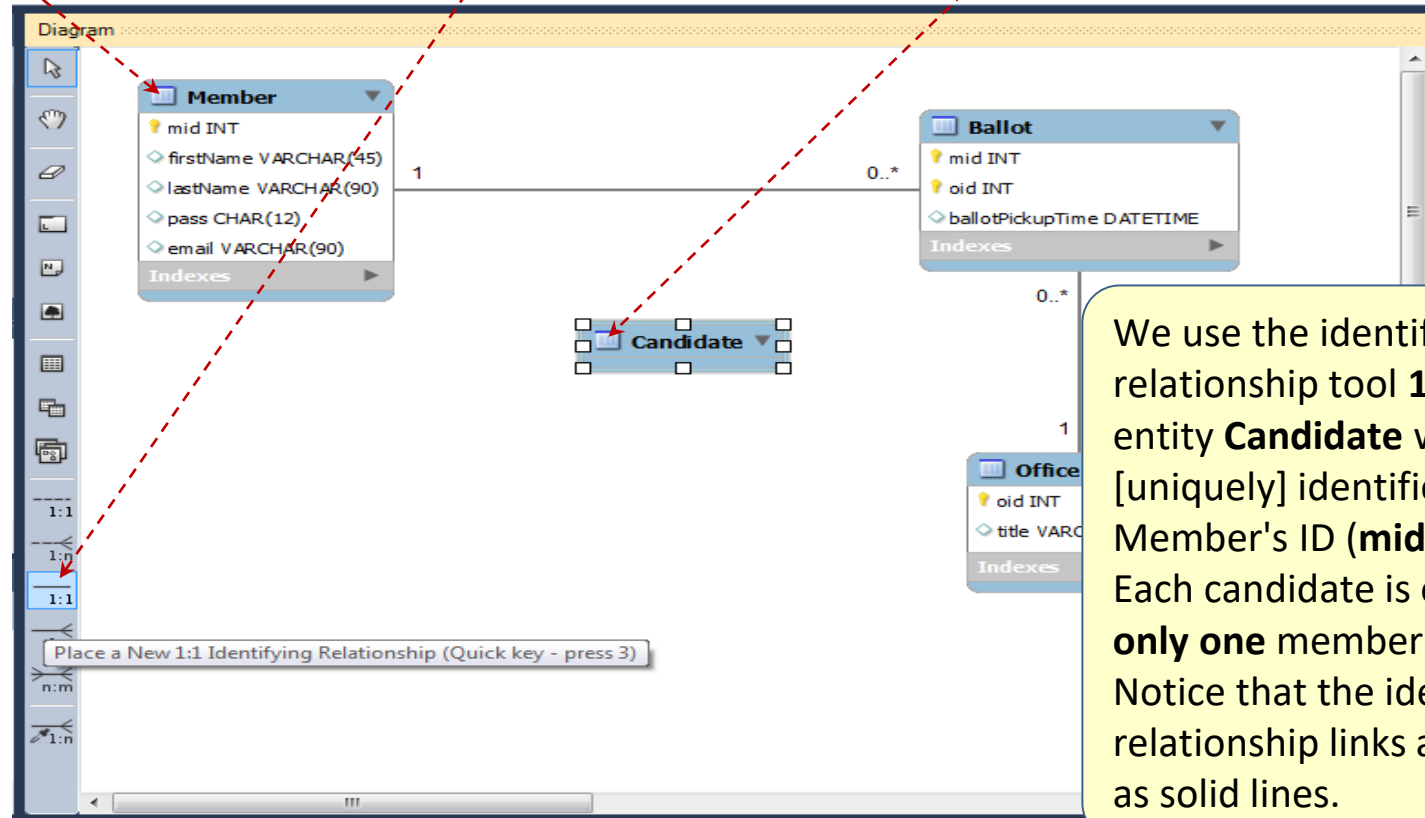 Diagram
Member
mid INT
firstName VARCHAR(45)
lastName VARCHAR(90)
pass CHAR(12)
email VARCHAR(90)
Indexes
1
0..*
Ballot
mid INT
oid INT
ballotPickupTime DATETIME
Indexes
0..*
1
Candidate
Office
oid INT
title VARC
Indexes
1:1
1:n
1:1
Place a New 1:1 Identifying Relationship (Quick key - press 3)
n:m
1:n
We use the identif
relationship tool 1
entity Candidate
[uniquely] identifi
Member's ID (mid
Each candidate is
only one member
Notice that the ide
relationship links a
as solid lines.